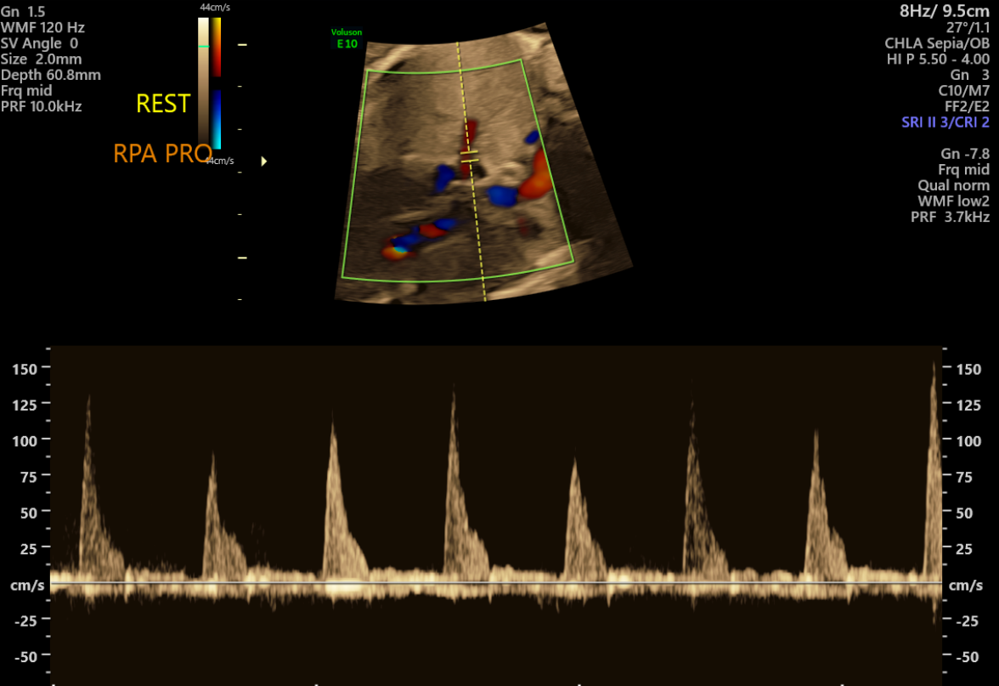 Gn 1.5
WMF 120 Hz
SV Angle 0
Size 2.0mm
Depth 60.8mm
Frq mid
PRF 10.0kHz
44cm/s
REST
RPA PRO
44cm/s
Voluson
E10
8Hz/ 9.5cm
27°/1.1
CHLA Sepia/OB
HI P 5.50 - 4.00
Gn 3
C10/M7
FF2/E2
SRI II 3/CRI 2
Gn -7.8
Frq mid
Qual norm
WMF low2
PRF 3.7kHz
150 150
125 125
100 100
75 75
50 50
25 25
cm/s cm/s
-25 -25
-50 -50